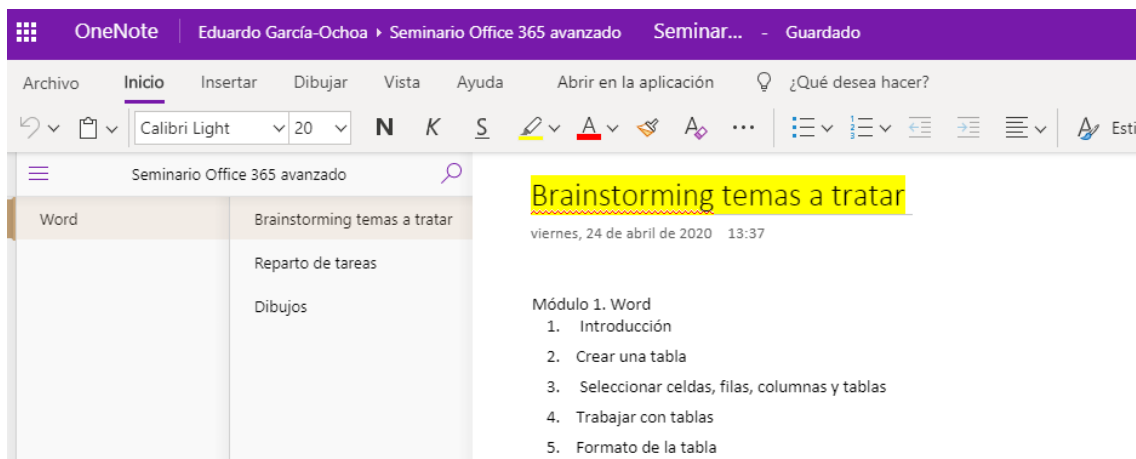 OneNote Eduardo García-Ochoa ▸ Seminario Office 365 avanzado Seminar... - Guardado
Archivo Inicio Insertar Dibujar Vista Ayuda Abrir en la aplicación ¿Qué desea hacer?
Calibri Light 20 N K S A A ... A Esti
Seminario Office 365 avanzado
Word
Brainstorming temas a tratar
Reparto de tareas
Dibujos
Brainstorming temas a tratar
viernes, 24 de abril de 2020 13:37
Módulo 1. Word
1. Introducción
2. Crear una tabla
3. Seleccionar celdas, filas, columnas y tablas
4. Trabajar con tablas
5. Formato de la tabla